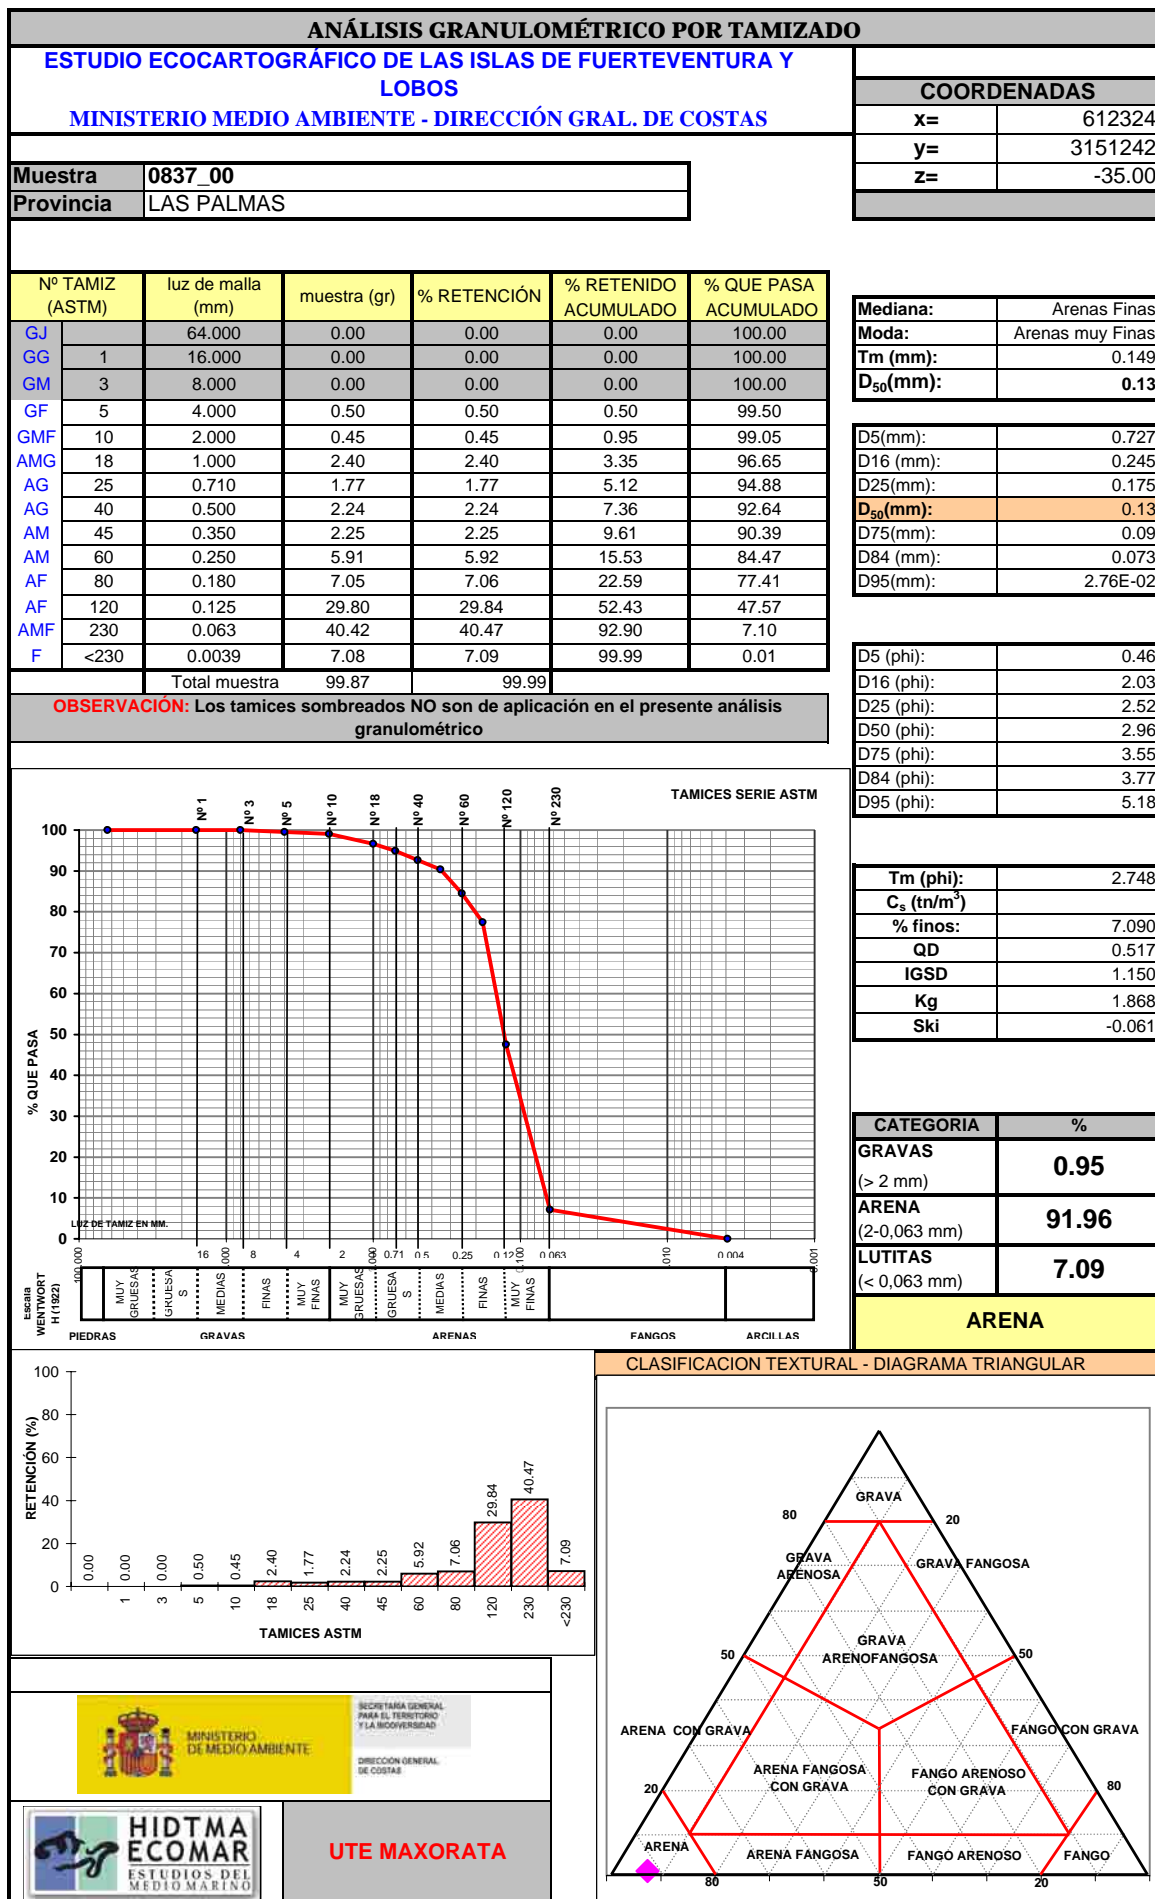 ANÁLISIS GRANULOMÉTRICO POR TAMIZADO
ESTUDIO ECOCARTOGRÁFICO DE LAS ISLAS DE FUERTEVENTURA Y
LOBOS
MINISTERIO MEDIO AMBIENTE - DIRECCIÓN GRAL. DE COSTAS
COORDENADAS
x= 612324
y= 3151242
z= -35.00
Muestra 0837_00
Provincia LAS PALMAS
Nº TAMIZ (ASTM) luz de malla (mm) muestra (gr) % RETENCIÓN % RETENIDO ACUMULADO % QUE PASA ACUMULADO
GJ 64.000 0.00 0.00 0.00 100.00
GG 1 16.000 0.00 0.00 0.00 100.00
GM 3 8.000 0.00 0.00 0.00 100.00
GF 5 4.000 0.50 0.50 0.50 99.50
GMF 10 2.000 0.45 0.45 0.95 99.05
AMG 18 1.000 2.40 2.40 3.35 96.65
AG 25 0.710 1.77 1.77 5.12 94.88
AG 40 0.500 2.24 2.24 7.36 92.64
AM 45 0.350 2.25 2.25 9.61 90.39
AM 60 0.250 5.91 5.92 15.53 84.47
AF 80 0.180 7.05 7.06 22.59 77.41
AF 120 0.125 29.80 29.84 52.43 47.57
AMF 230 0.063 40.42 40.47 92.90 7.10
F <230 0.0039 7.08 7.09 99.99 0.01
Total muestra 99.87 99.99
OBSERVACIÓN: Los tamices sombreados NO son de aplicación en el presente análisis
granulométrico
Mediana: Arenas Finas
Moda: Arenas muy Finas
Tm (mm): 0.149
D50(mm): 0.13
D5(mm): 0.727
D16 (mm): 0.245
D25(mm): 0.175
D50(mm): 0.13
D75(mm): 0.09
D84 (mm): 0.073
D95(mm): 2.76E-02
D5 (phi): 0.46
D16 (phi): 2.03
D25 (phi): 2.52
D50 (phi): 2.96
D75 (phi): 3.55
D84 (phi): 3.77
D95 (phi): 5.18
Tm (phi): 2.748
Cs (tn/m3)
% finos: 7.090
QD 0.517
IGSD 1.150
Kg 1.868
Ski -0.061
CATEGORIA %
GRAVAS
(> 2 mm) 0.95
ARENA
(2-0,063 mm) 91.96
LUTITAS
(< 0,063 mm) 7.09
ARENA
TAMICES SERIE ASTM
Nº 1 Nº 3 Nº 5 Nº 10 Nº 18 Nº 40 Nº 60 Nº 120 Nº 230
% QUE PASA
100
90
80
70
60
50
40
30
20
10
0
LUZ DE TAMIZ EN MM.
16 8 4 2 0.71 0.5 0.25 0.12 0.063 0.004
100.000 0.100
Escala
WENTWORT
H (1922)
MUY GRUESAS
GRUESA S
MEDIAS
FINAS
MUY FINAS
MUY GRUESAS
GRUESA S
MEDIAS
FINAS
MUY FINAS
PIEDRAS GRAVAS ARENAS FANGOS ARCILLAS
RETENCIÓN (%)
100
80
60
40
20
0
0.00 0.00 0.00 0.50 0.45 2.40 1.77 2.24 2.25 5.92 7.06 29.84 40.47 7.09
1 3 5 10 18 25 40 45 60 80 120 230 <230
TAMICES ASTM
CLASIFICACION TEXTURAL - DIAGRAMA TRIANGULAR
GRAVA
80 20
GRAVA
ARENOSA
GRAVA FANGOSA
GRAVA
ARENOFANGOSA
50 50
ARENA CON GRAVA
FANGO CON GRAVA
ARENA FANGOSA
CON GRAVA
FANGO ARENOSO
CON GRAVA
20 80
ARENA
ARENA FANGOSA
FANGO ARENOSO
FANGO
80 50 20
MINISTERIO
DE MEDIO AMBIENTE
SECRETARÍA GENERAL
PARA EL TERRITORIO
Y LA BIODIVERSIDAD
DIRECCIÓN GENERAL
DE COSTAS
HIDTMA
ECOMAR
ESTUDIOS DEL
MEDIO MARINO
UTE MAXORATA